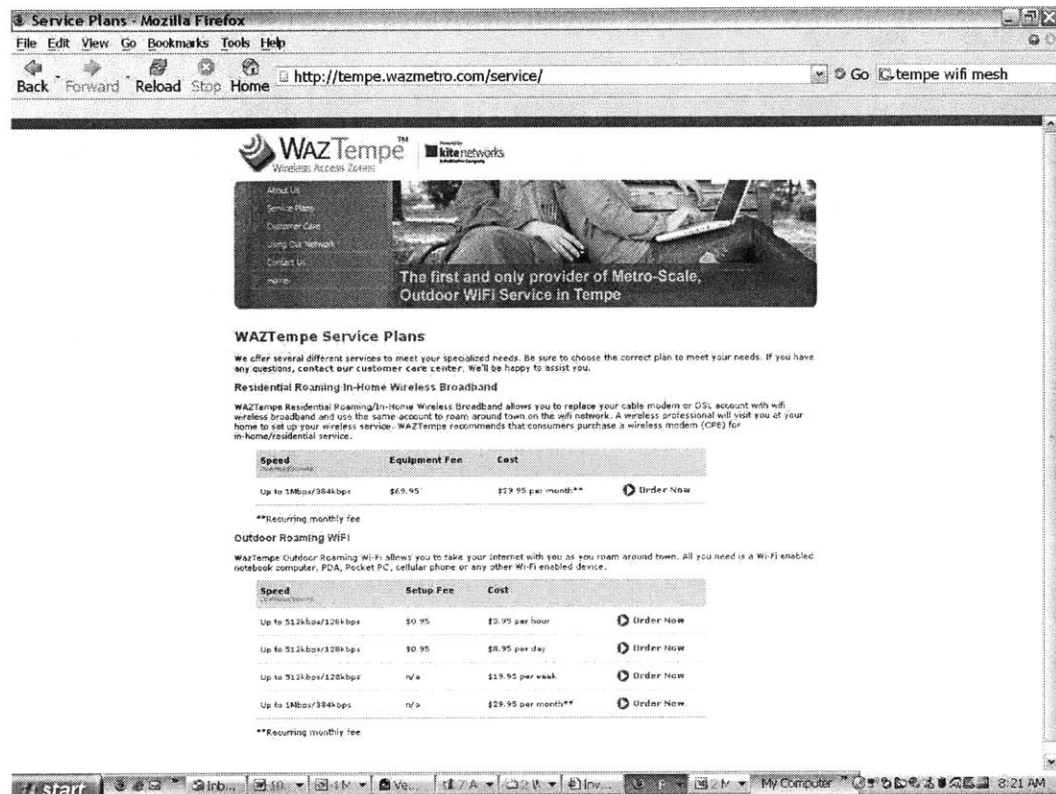 Service Plans - Mozilla Firefox
File Edit View Go Bookmarks Tools Help
Back Forward Reload Stop Home http://tempe.wazmetro.com/service/ Go tempe wifi mesh
WAZTempe™
Wireless Access Zones
Powered by
kitenetworks
About Us
Service Plans
Customer Care
Using Our Network
Contact Us
Home
The first and only provider of Metro-Scale,
Outdoor WiFi Service in Tempe
WAZTempe Service Plans
We offer several different services to meet your specialized needs. Be sure to choose the correct plan to meet your needs. If you have
any questions, contact our customer care center. We'll be happy to assist you.
Residential Roaming In-Home Wireless Broadband
WAZTempe Residential Roaming/In-Home Wireless Broadband allows you to replace your cable modem or DSL account with wifi
wireless broadband and use the same account to roam around town on the wifi network. A wireless professional will visit you at your
home to set up your wireless service. WAZTempe recommends that consumers purchase a wireless modem (CPE) for
in-home/residential service.
Speed Equipment Fee Cost
Up to 1Mbps/384kbps $69.95 $29.95 per month** Order Now
**Recurring monthly fee
Outdoor Roaming WiFi
WazTempe Outdoor Roaming Wi-Fi allows you to take your Internet with you as you roam around town. All you need is a Wi-Fi enabled
notebook computer, PDA, Pocket PC, cellular phone or any other Wi-Fi enabled device.
Speed Setup Fee Cost
Up to 512kbps/128kbps $0.95 $3.95 per hour Order Now
Up to 512kbps/128kbps $0.95 $8.95 per day Order Now
Up to 512kbps/128kbps n/a $19.95 per week Order Now
Up to 1Mbps/384kbps n/a $29.95 per month** Order Now
**Recurring monthly fee
start Inb... Ve... Inv... My Computer 8:21 AM